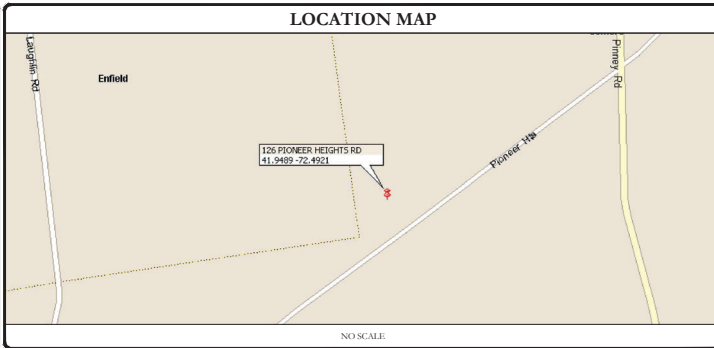 LOCATION MAP
Laughlin Rd
Enfield
Pinney Rd
126 PIONEER HEIGHTS RD
41.9489 -72.4921
Pioneer Hts
NO SCALE